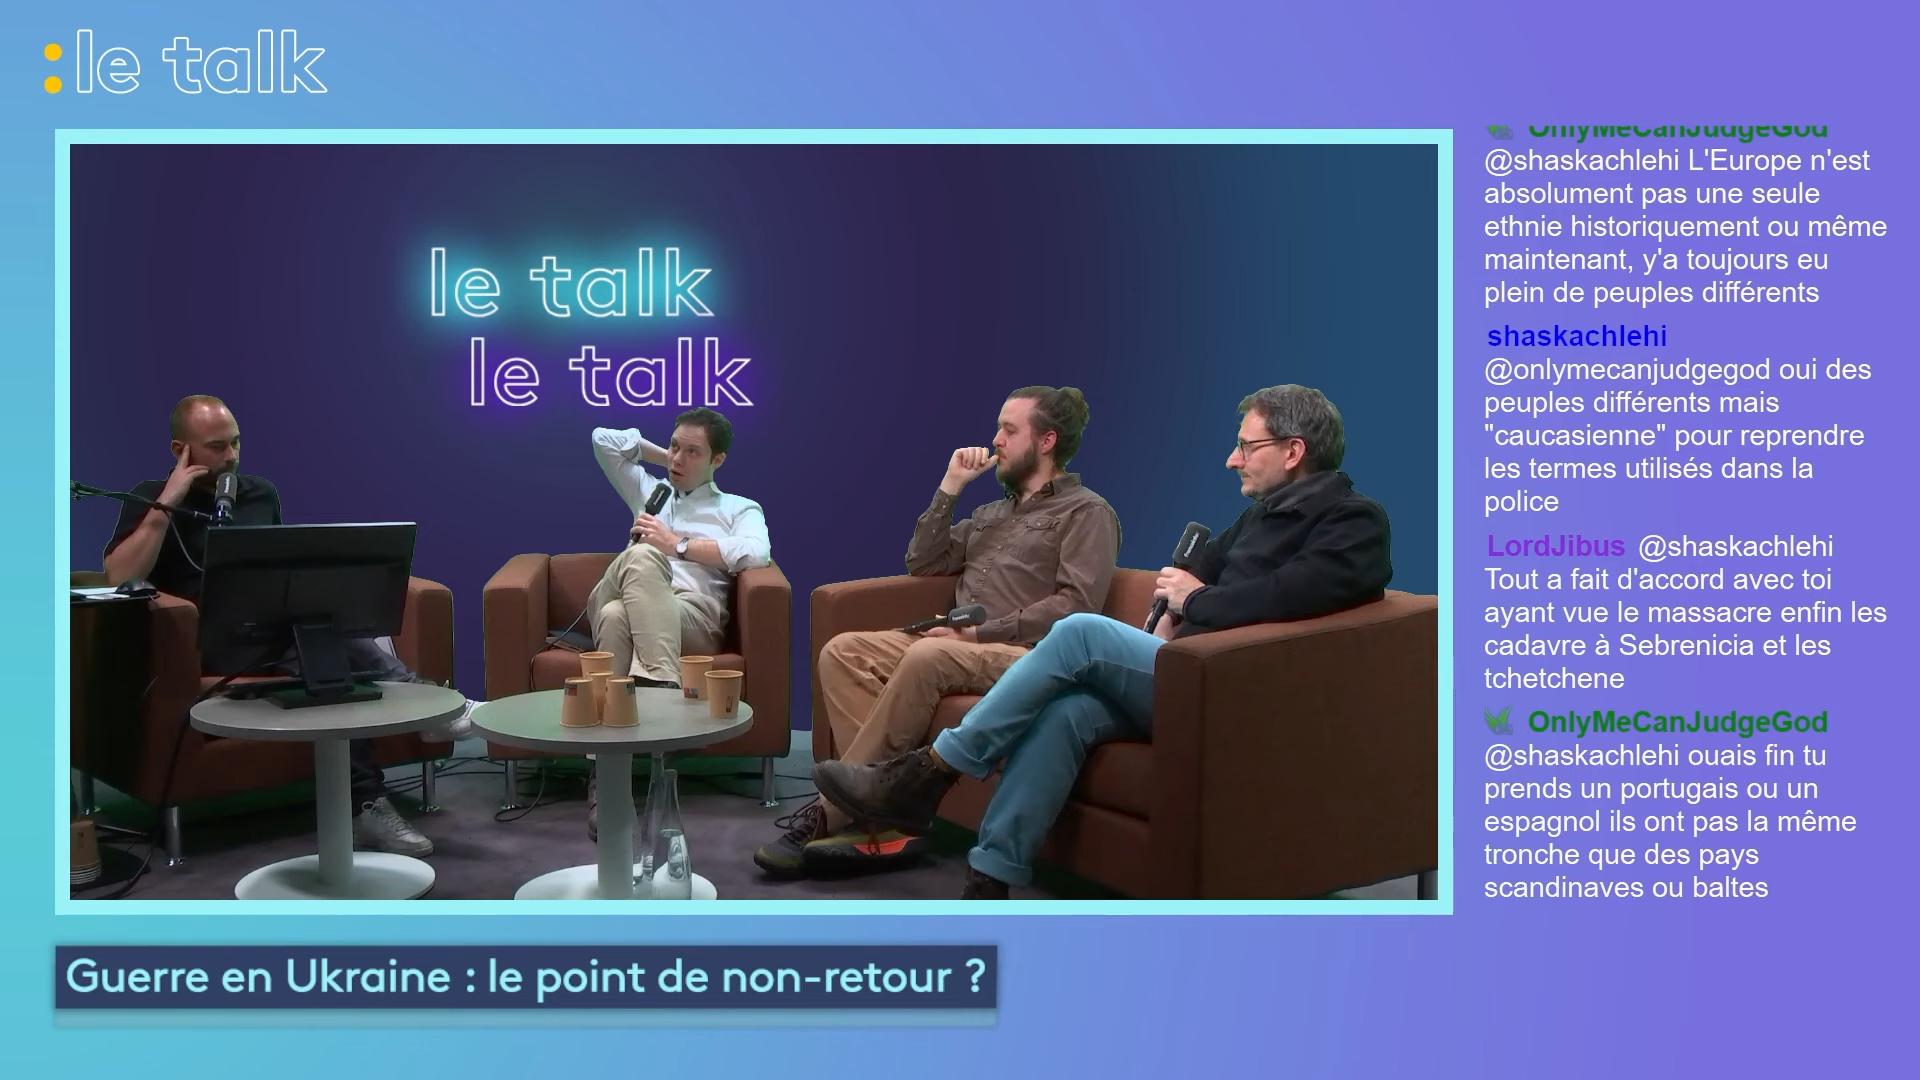 :le talk
le talk
le talk
OnlyMeCanJudgeGod
@shaskachlehi L'Europe n'est
absolument pas une seule
ethnie historiquement ou même
maintenant, y'a toujours eu
plein de peuples différents
shaskachlehi
@onlymecanjudgegod oui des
peuples différents mais
"caucasienne" pour reprendre
les termes utilisés dans la
police
LordJibus @shaskachlehi
Tout a fait d'accord avec toi
ayant vue le massacre enfin les
cadavre à Sebrenicia et les
tchetchene
OnlyMeCanJudgeGod
@shaskachlehi ouais fin tu
prends un portugais ou un
espagnol ils ont pas la même
tronche que des pays
scandinaves ou baltes
Guerre en Ukraine : le point de non-retour ?